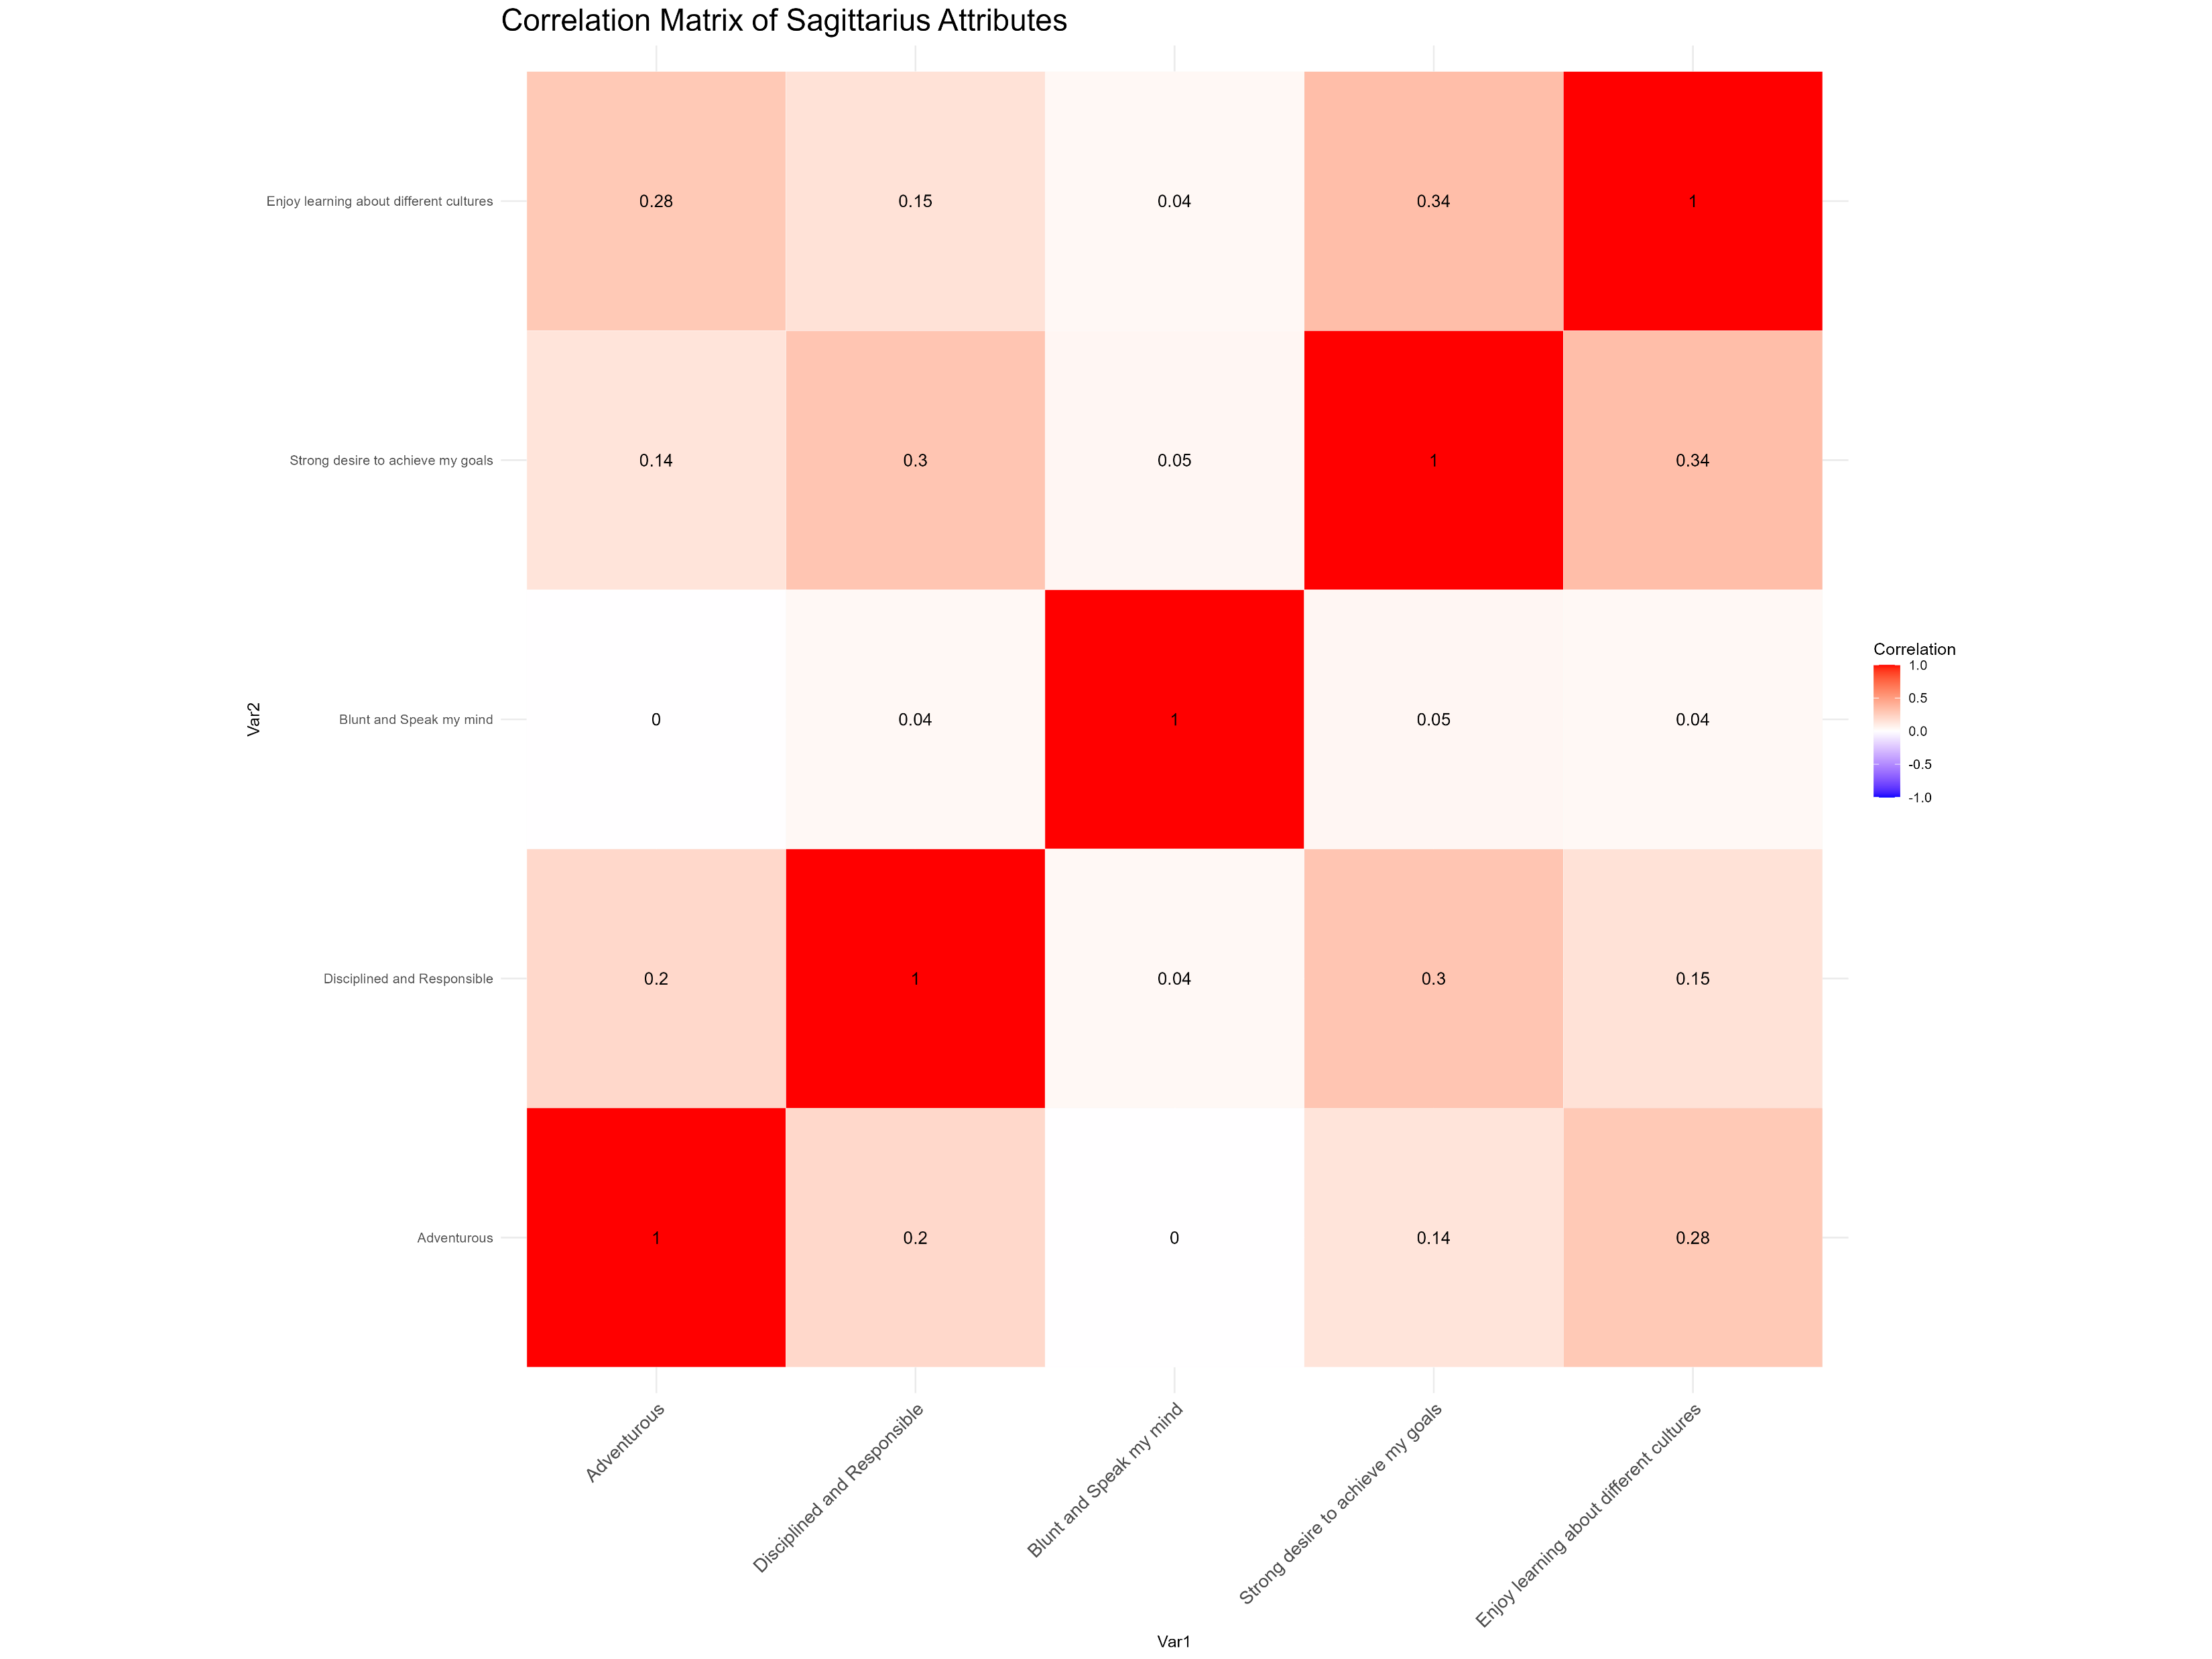 Correlation Matrix of Sagittarius Attributes
Enjoy learning about different cultures 0.28 0.15 0.04 0.34 1
Strong desire to achieve my goals 0.14 0.3 0.05 1 0.34
Blunt and Speak my mind 0 0.04 1 0.05 0.04
Disciplined and Responsible 0.2 1 0.04 0.3 0.15
Adventurous 1 0.2 0 0.14 0.28
Var2
Adventurous
Disciplined and Responsible
Blunt and Speak my mind
Strong desire to achieve my goals
Enjoy learning about different cultures
Var1
Correlation
1.0
0.5
0.0
-0.5
-1.0